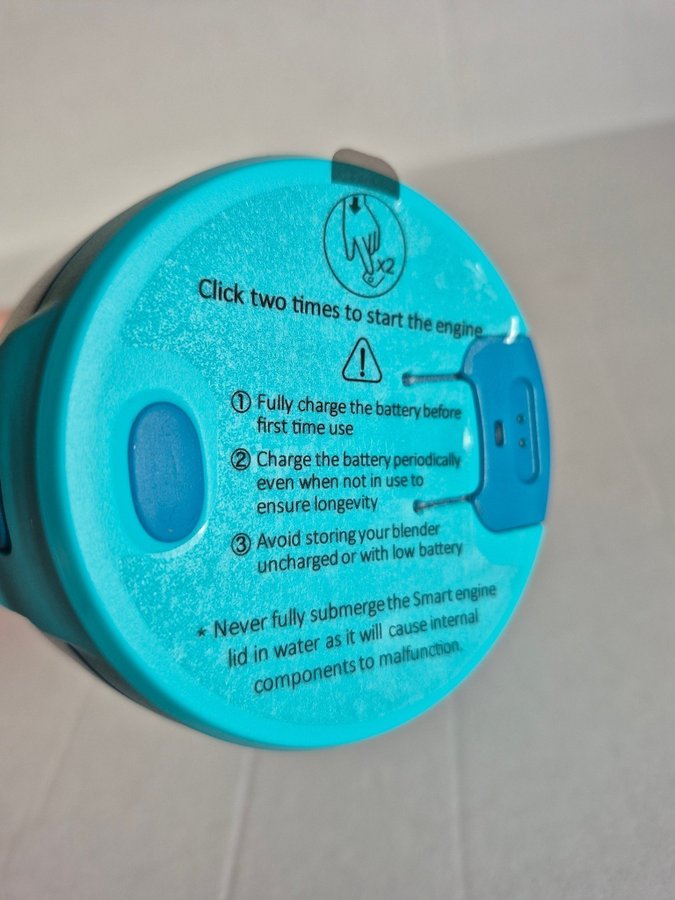 x2
Click two times to start the engine
!
① Fully charge the battery before
first time use
② Charge the battery periodically
even when not in use to
ensure longevity
③ Avoid storing your blender
uncharged or with low battery
* Never fully submerge the Smart engine
lid in water as it will cause internal
components to malfunction.